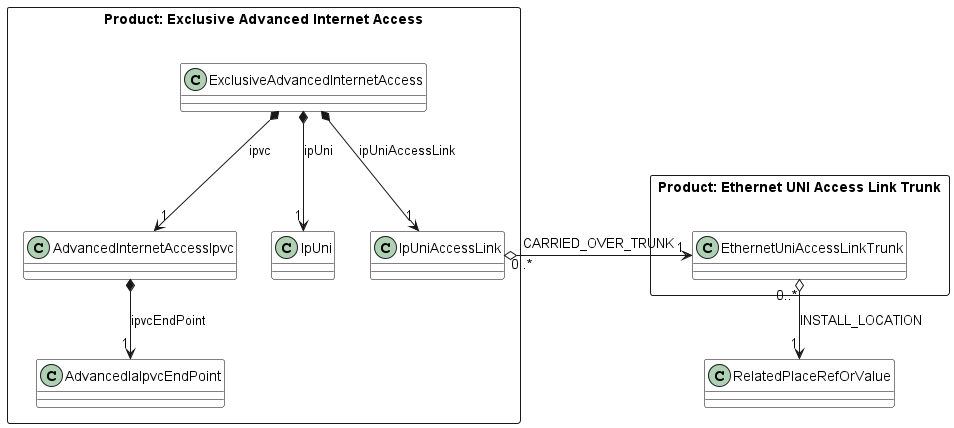 Product: Exclusive Advanced Internet Access
C ExclusiveAdvancedInternetAccess
ipvc
ipUni
ipUniAccessLink
Product: Ethernet UNI Access Link Trunk
1
1
1
C AdvancedInternetAccessIpvc
C IpUni
C IpUniAccessLink
CARRIED_OVER_TRUNK
0..*
1
C EthernetUniAccessLinkTrunk
0..*
ipvcEndPoint
INSTALL_LOCATION
1
1
C AdvancedIaIpvcEndPoint
C RelatedPlaceRefOrValue